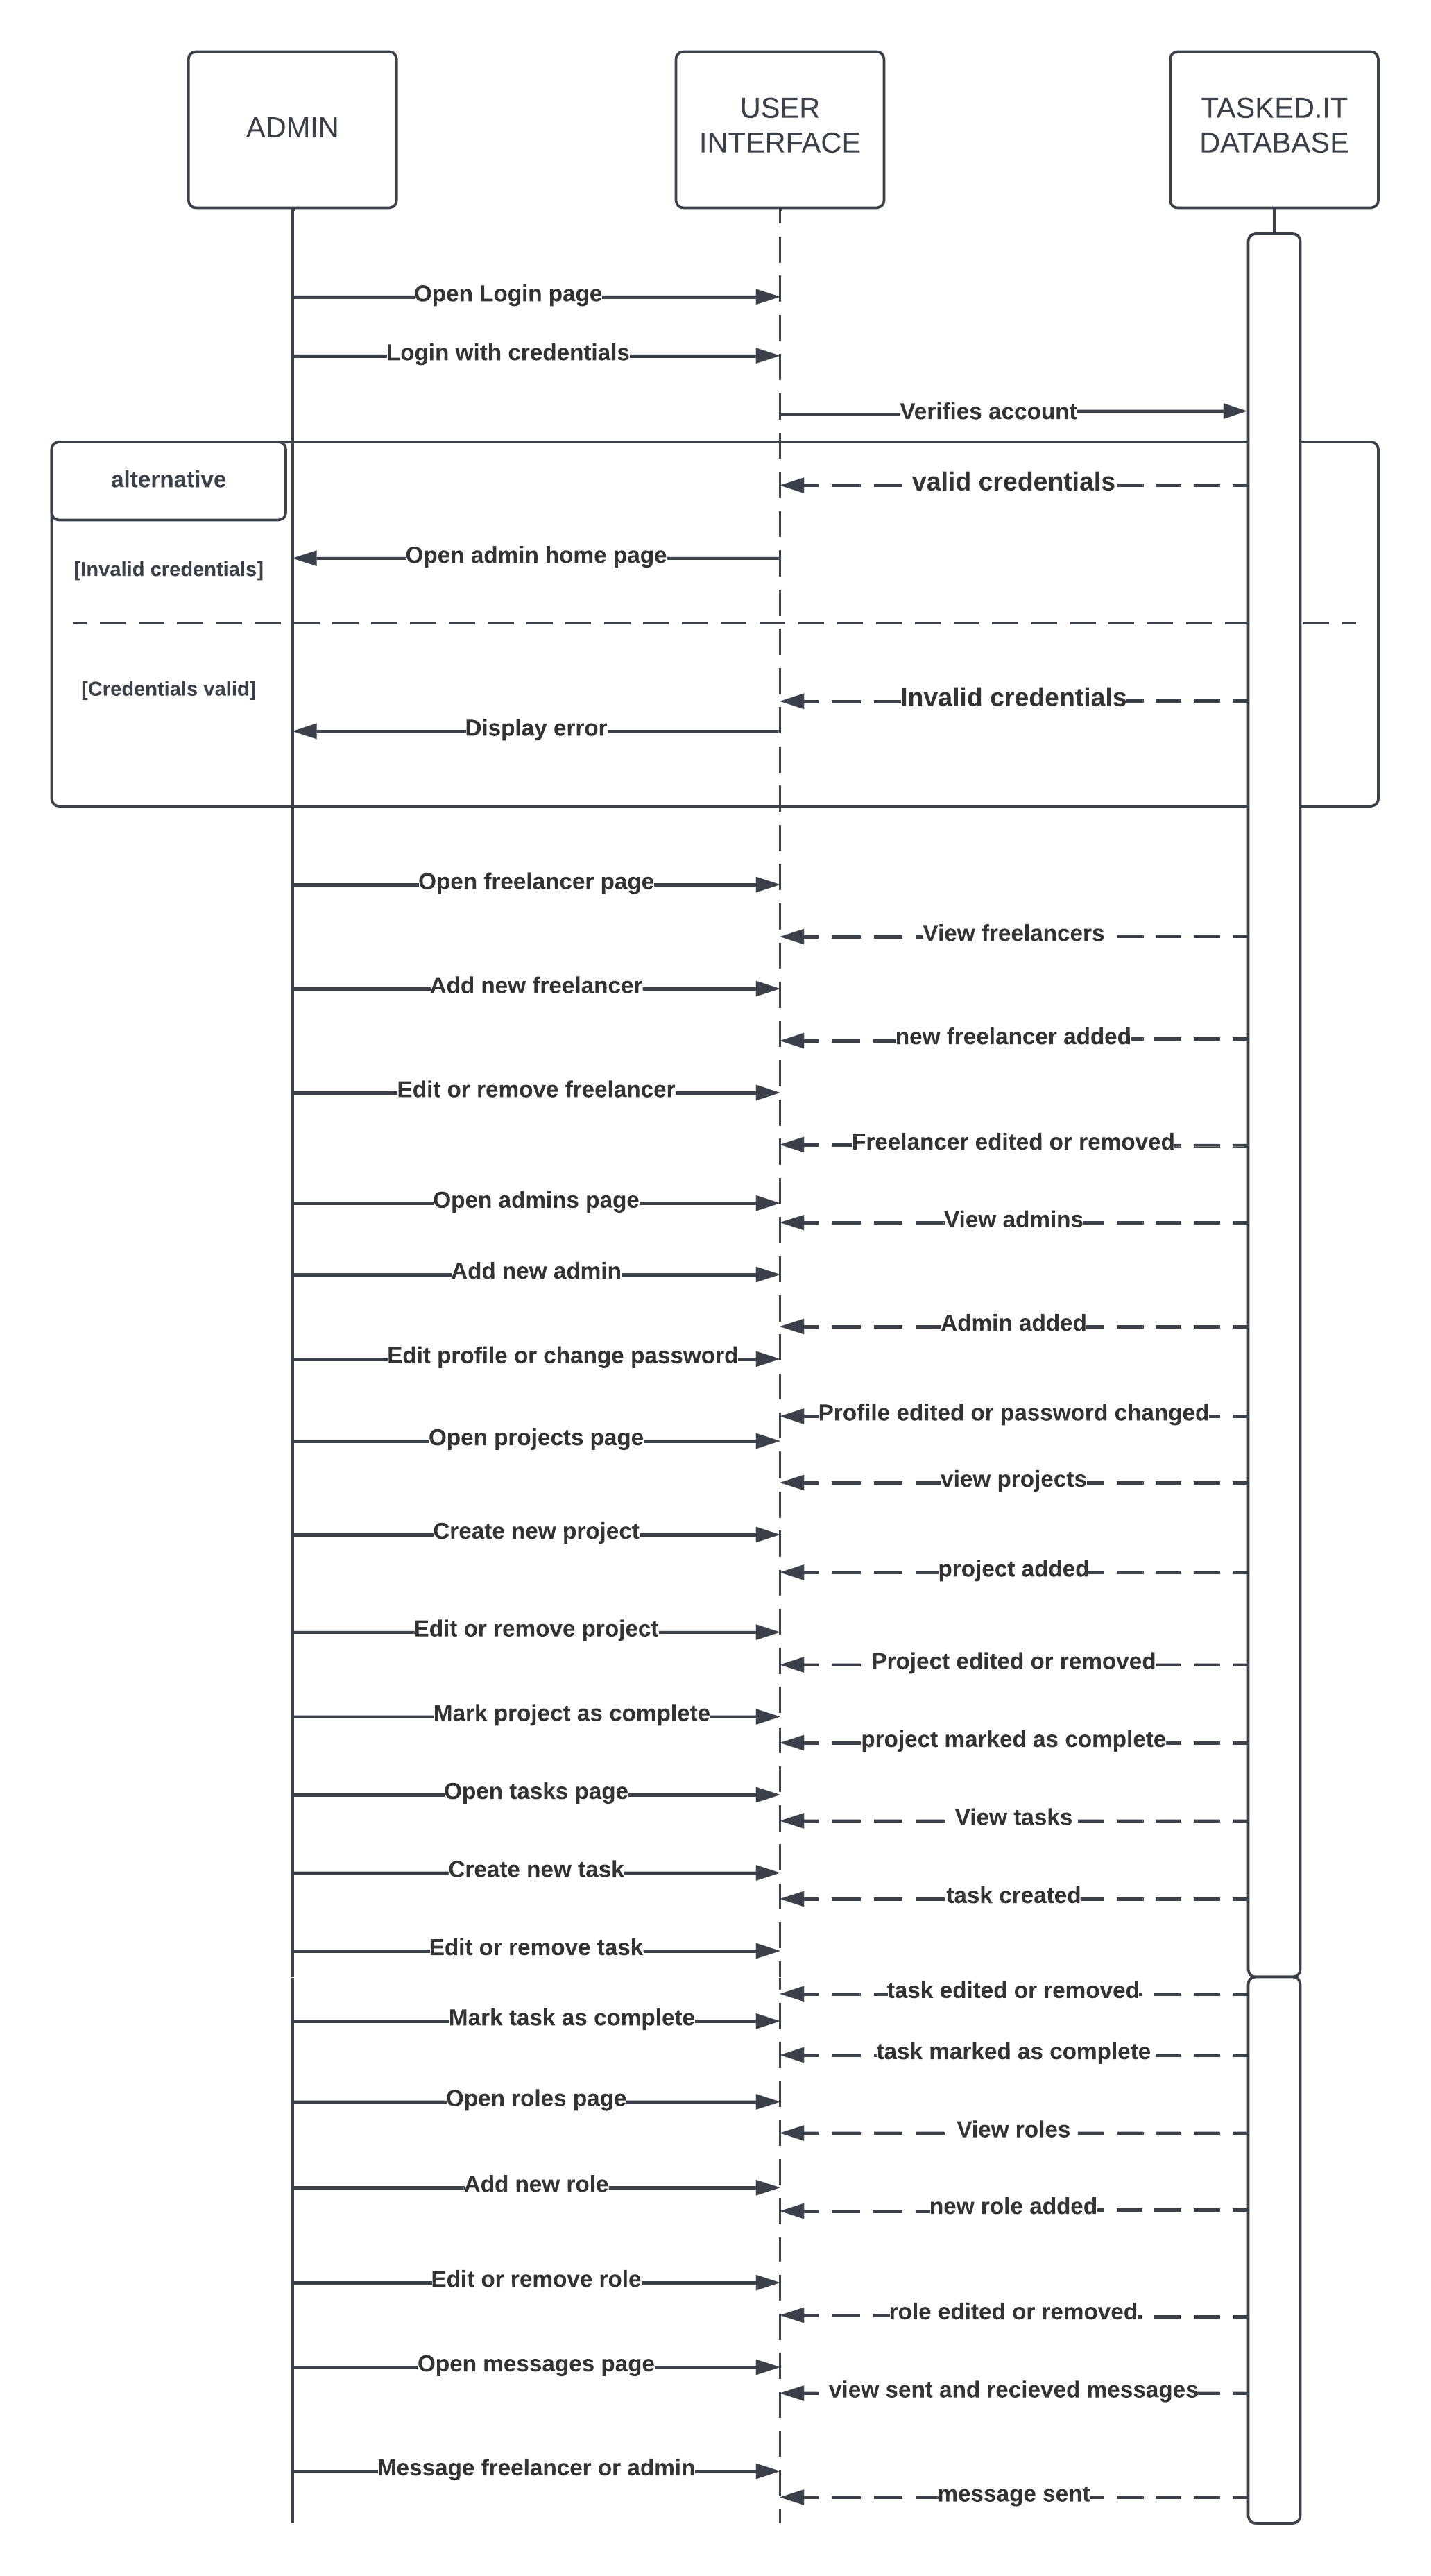 ADMIN
USER
INTERFACE
TASKED.IT
DATABASE
Open Login page
Login with credentials
Verifies account
alternative
valid credentials
Open admin home page
[Invalid credentials]
[Credentials valid]
Invalid credentials
Display error
Open freelancer page
View freelancers
Add new freelancer
new freelancer added
Edit or remove freelancer
Freelancer edited or removed
Open admins page
View admins
Add new admin
Admin added
Edit profile or change password
Profile edited or password changed
Open projects page
view projects
Create new project
project added
Edit or remove project
Project edited or removed
Mark project as complete
project marked as complete
Open tasks page
View tasks
Create new task
task created
Edit or remove task
task edited or removed
Mark task as complete
task marked as complete
Open roles page
View roles
Add new role
new role added
Edit or remove role
role edited or removed
Open messages page
view sent and recieved messages
Message freelancer or admin
message sent